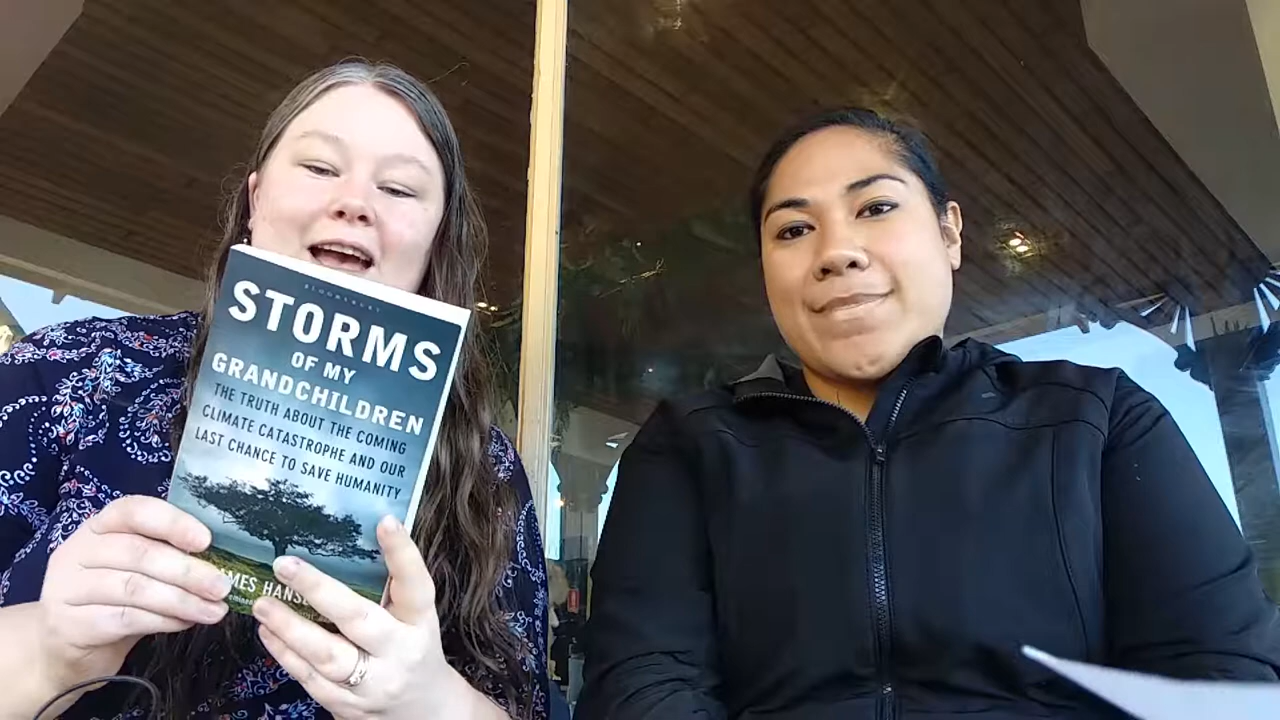 BLOOMSBURY
STORMS
OF MY
GRANDCHILDREN
THE TRUTH ABOUT THE COMING
CLIMATE CATASTROPHE AND OUR
LAST CHANCE TO SAVE HUMANITY